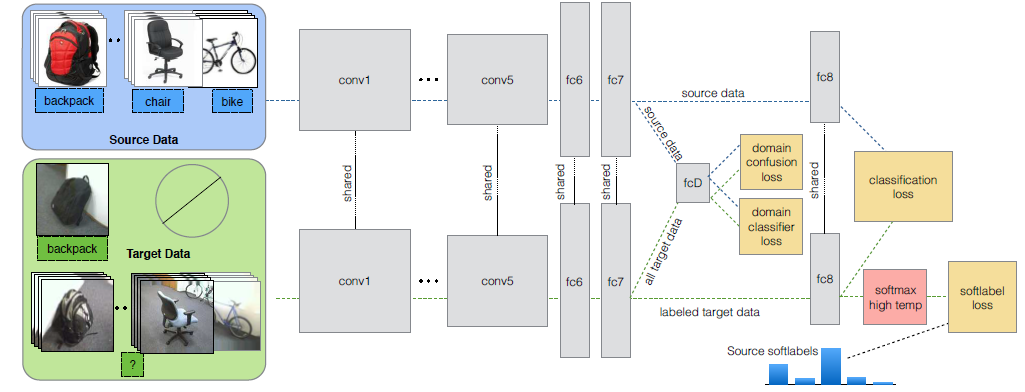 backpack
chair
bike
Source Data
backpack
Target Data
?
conv1
conv5
fc6
fc7
shared
shared
shared
shared
conv1
conv5
fc6
fc7
source data
source data
all target data
labeled target data
fcD
domain
confusion
loss
domain
classifier
loss
fc8
shared
fc8
classification
loss
softmax
high temp
softlabel
loss
Source softlabels